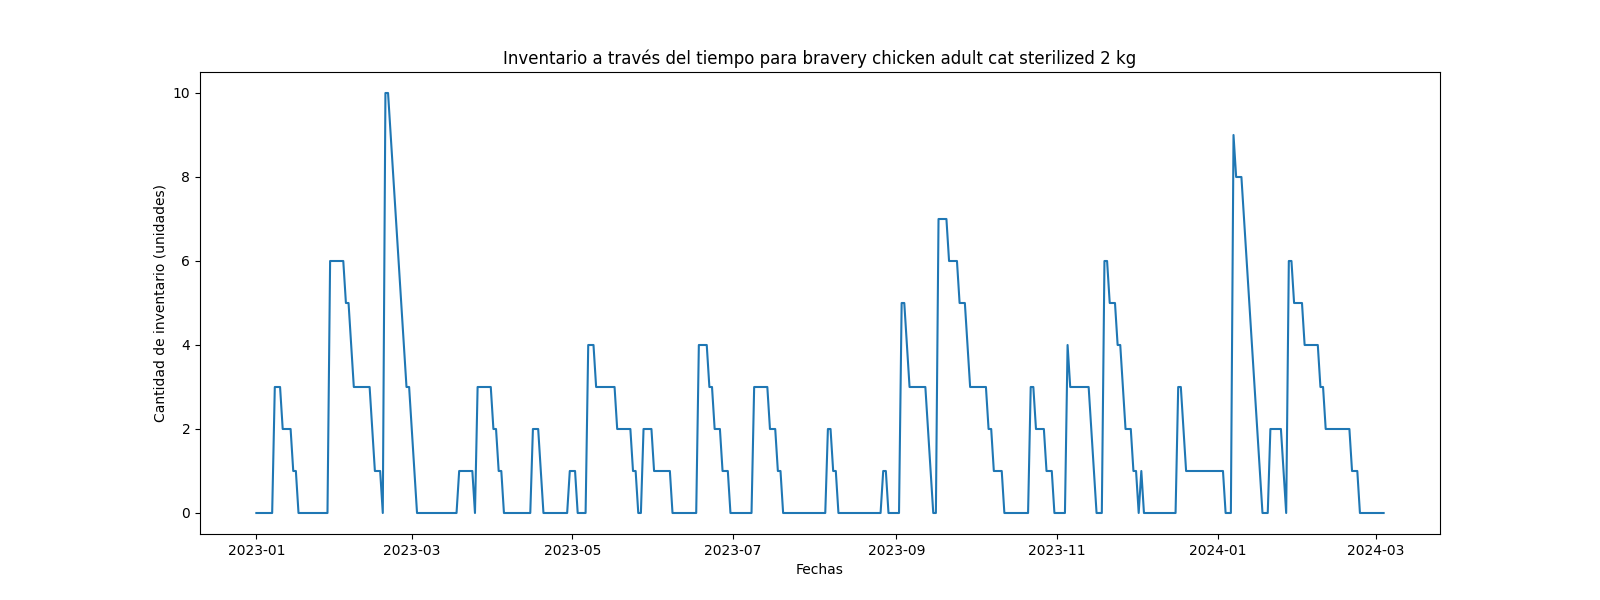 Inventario a través del tiempo para bravery chicken adult cat sterilized 2 kg
Cantidad de inventario (unidades)
10
8
6
4
2
0
2023-01 2023-03 2023-05 2023-07 2023-09 2023-11 2024-01 2024-03
Fechas